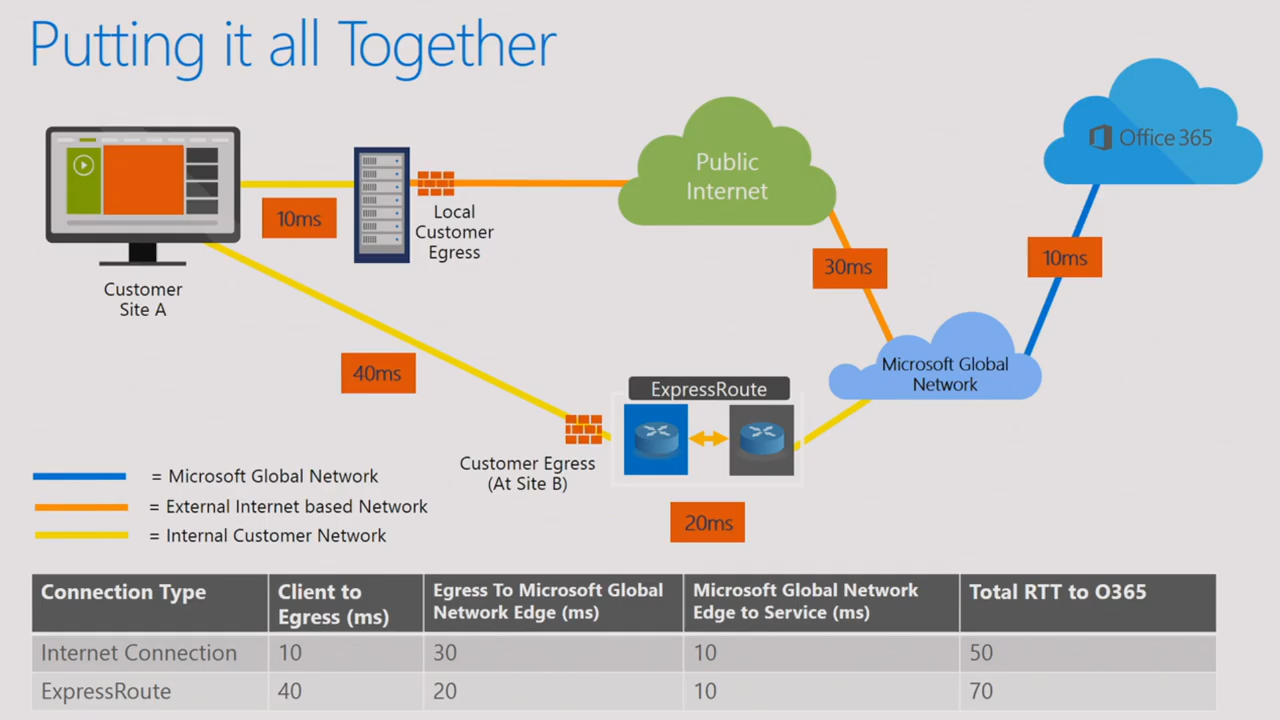 Putting it all Together
Office 365
Public
Internet
10ms
Local
Customer
Egress
Customer
Site A
30ms
10ms
40ms
Microsoft Global
Network
ExpressRoute
Customer Egress
(At Site B)
20ms
= Microsoft Global Network
= External Internet based Network
= Internal Customer Network
Connection Type
Client to
Egress (ms)
Egress To Microsoft Global
Network Edge (ms)
Microsoft Global Network
Edge to Service (ms)
Total RTT to O365
Internet Connection 10 30 10 50
ExpressRoute 40 20 10 70